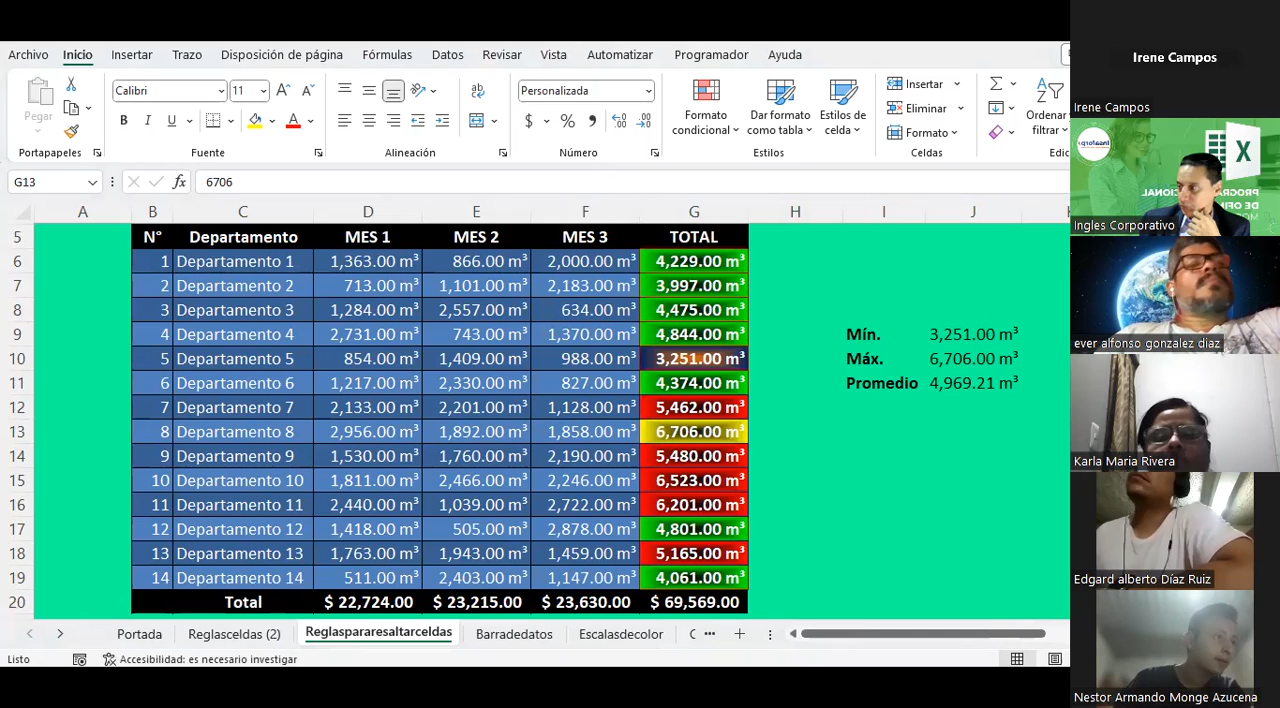 Archivo Inicio Insertar Trazo Disposición de página Fórmulas Datos Revisar Vista Automatizar Programador Ayuda
Pegar
Portapapeles
Calibri 11
N K S
Fuente
Alineación
Personalizada
$ % 000
Número
Formato condicional
Dar formato como tabla
Estilos de celda
Estilos
Insertar
Eliminar
Formato
Celdas
Ordenar
filtrar
Edic
G13 fx 6706
A B C D E F G H I J
5 N° Departamento MES 1 MES 2 MES 3 TOTAL
6 1 Departamento 1 1,363.00 m³ 866.00 m³ 2,000.00 m³ 4,229.00 m³
7 2 Departamento 2 713.00 m³ 1,101.00 m³ 2,183.00 m³ 3,997.00 m³
8 3 Departamento 3 1,284.00 m³ 2,557.00 m³ 634.00 m³ 4,475.00 m³
9 4 Departamento 4 2,731.00 m³ 743.00 m³ 1,370.00 m³ 4,844.00 m³ Mín. 3,251.00 m³
10 5 Departamento 5 854.00 m³ 1,409.00 m³ 988.00 m³ 3,251.00 m³ Máx. 6,706.00 m³
11 6 Departamento 6 1,217.00 m³ 2,330.00 m³ 827.00 m³ 4,374.00 m³ Promedio 4,969.21 m³
12 7 Departamento 7 2,133.00 m³ 2,201.00 m³ 1,128.00 m³ 5,462.00 m³
13 8 Departamento 8 2,956.00 m³ 1,892.00 m³ 1,858.00 m³ 6,706.00 m³
14 9 Departamento 9 1,530.00 m³ 1,760.00 m³ 2,190.00 m³ 5,480.00 m³
15 10 Departamento 10 1,811.00 m³ 2,466.00 m³ 2,246.00 m³ 6,523.00 m³
16 11 Departamento 11 2,440.00 m³ 1,039.00 m³ 2,722.00 m³ 6,201.00 m³
17 12 Departamento 12 1,418.00 m³ 505.00 m³ 2,878.00 m³ 4,801.00 m³
18 13 Departamento 13 1,763.00 m³ 1,943.00 m³ 1,459.00 m³ 5,165.00 m³
19 14 Departamento 14 511.00 m³ 2,403.00 m³ 1,147.00 m³ 4,061.00 m³
20 Total $ 22,724.00 $ 23,215.00 $ 23,630.00 $ 69,569.00
Portada Reglasceldas (2) Reglaspararesaltarceldas Barradedatos Escalasdecolor
Listo Accesibilidad: es necesario investigar
Irene Campos
Irene Campos
Ingles Corporativo
ever alfonso gonzalez diaz
Karla Maria Rivera
Edgard alberto Díaz Ruiz
Nestor Armando Monge Azucena